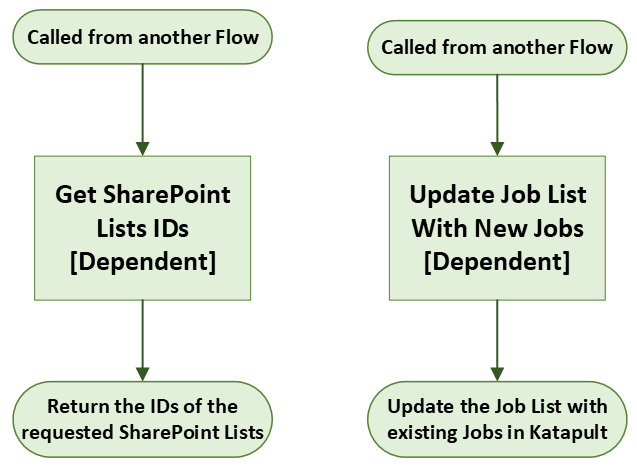 Called from another Flow
Get SharePoint
Lists IDs
[Dependent]
Return the IDs of the
requested SharePoint Lists
Called from another Flow
Update Job List
With New Jobs
[Dependent]
Update the Job List with
existing Jobs in Katapult